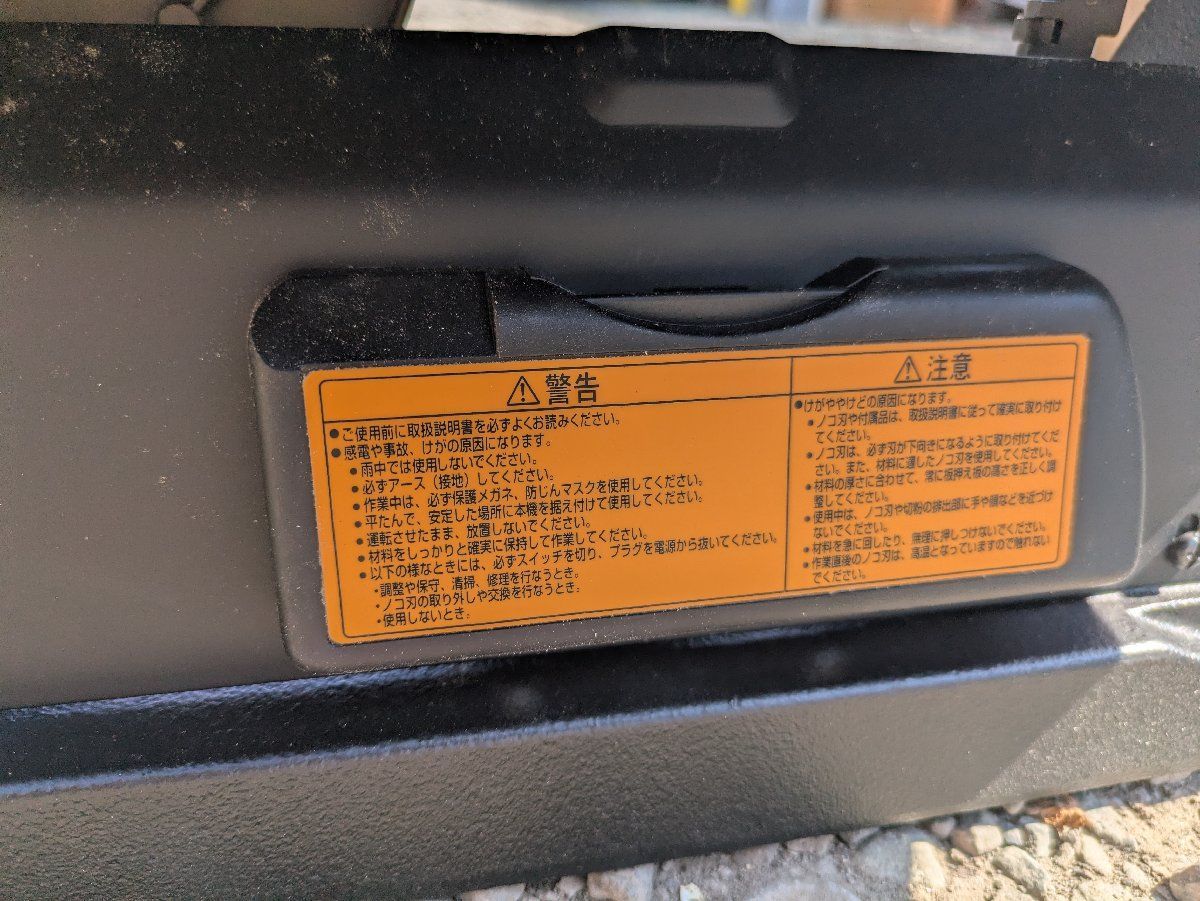 ⚠ 警告
●ご使用前に取扱説明書を必ずよくお読みください。
●感電や事故、けがの原因になります。
●雨中では使用しないでください。
●必ずアース（接地）してください。
●作業中は、必ず保護メガネ、防じんマスクを使用してください。
●平たんで、安定した場所に本機を据え付けて使用してください。
●運転させたまま、放置しないでください。
●材料をしっかりと確実に保持して作業してください。
●以下の様なときには、必ずスイッチを切り、プラグを電源から抜いてください。
・調整や保守、清掃、修理を行なうとき。
・ノコ刃の取り外しや交換を行なうとき。
・使用しないとき。
⚠ 注意
●けがややけどの原因になります。
●ノコ刃や付属品は、取扱説明書に従って確実に取り付け
てください。
●ノコ刃は、必ず刃が下向きになるように取り付けてくだ
さい。また、材料に適したノコ刃を使用してください。
●材料の厚さに合わせて、常に板押え板の高さを正しく調
整してください。
●使用中は、ノコ刃や切粉の排出部に手や顔などを近づけ
ないでください。
●材料を急に回したり、無理に押しつけないでください。
●作業直後のノコ刃は、高温となっていますので触れない
でください。